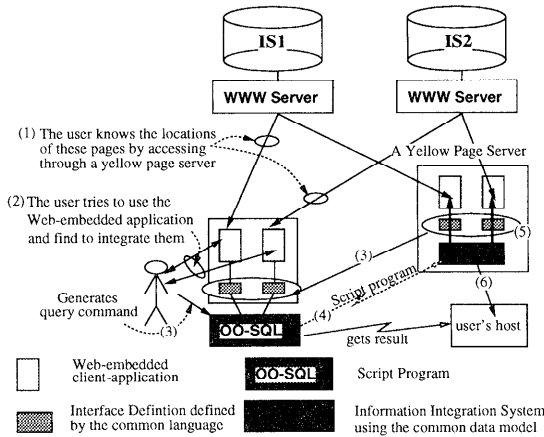 IS1
IS2
WWW Server
WWW Server
(1) The user knows the locations
of these pages by accessing
through a yellow page server
A Yellow Page Server
(2) The user tries to use the
Web-embedded application
and find to integrate them
(5)
(3)
Script program
(6)
Generates
query command
(3)
(4)
OO-SQL
gets result
user's host
Web-embedded
client-application
OO-SQL
Script Program
Interface Defintion defined
by the common language
Information Integration System
using the common data model